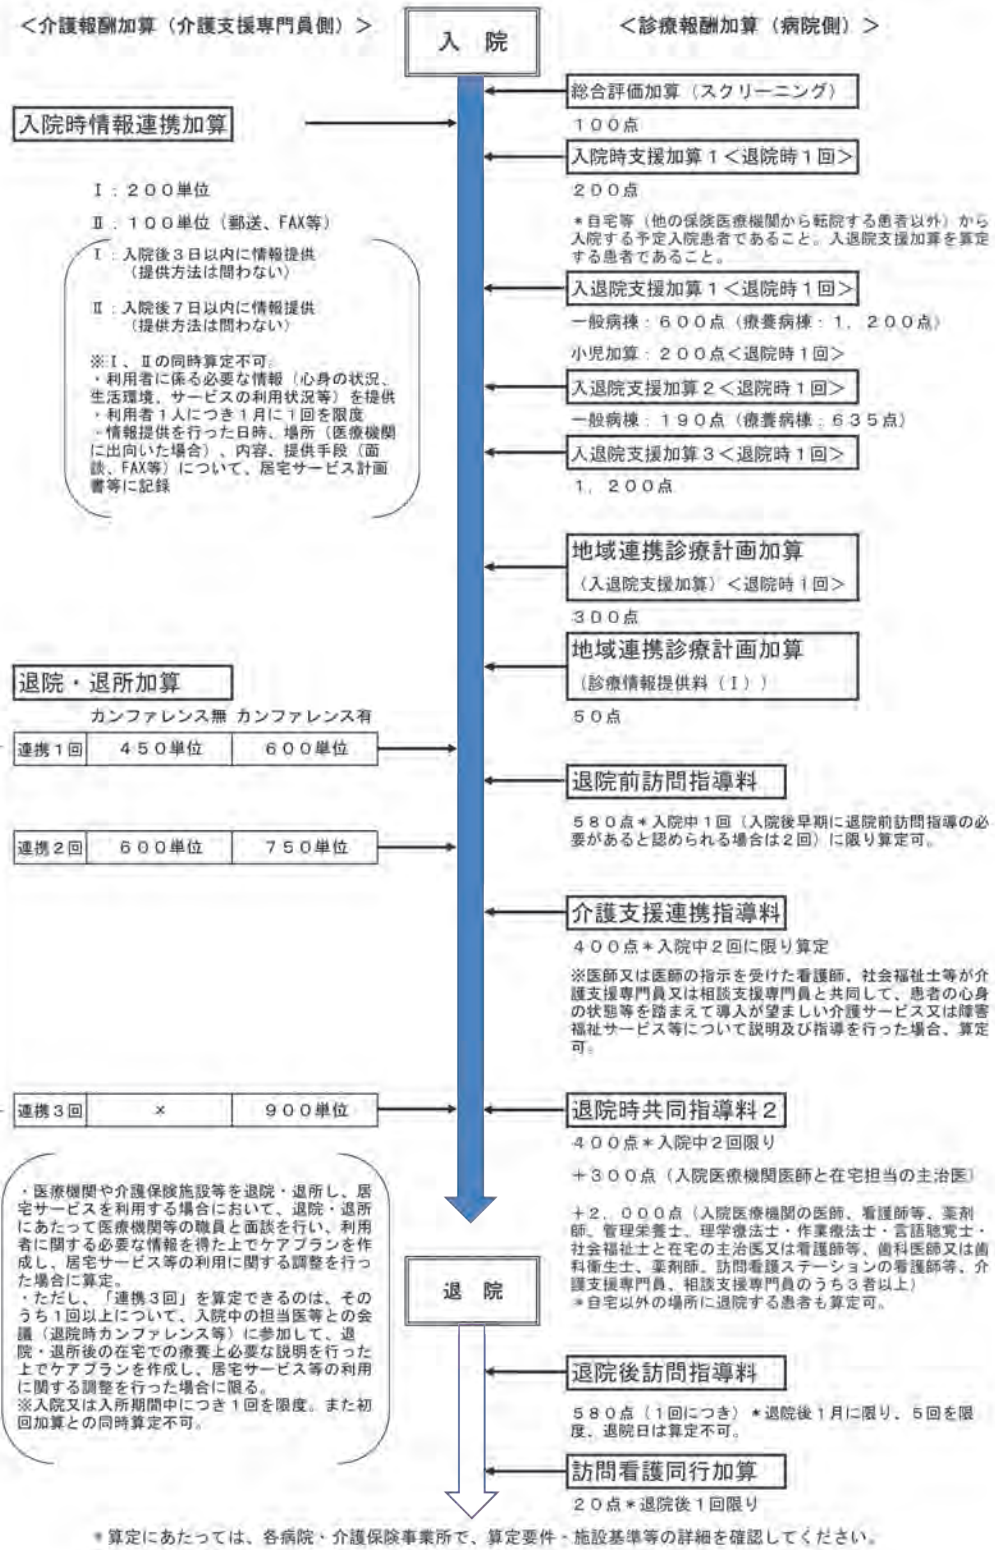 <介護報酬加算（介護支援専門員側）>
入院
<診療報酬加算（病院側）>
入院時情報連携加算
Ⅰ：２００単位
Ⅱ：１００単位（郵送、FAX等）
Ⅰ：入院後３日以内に情報提供
（提供方法は問わない）
Ⅱ：入院後７日以内に情報提供
（提供方法は問わない）
※Ⅰ、Ⅱの同時算定不可
・利用者に係る必要な情報（心身の状況、
生活環境、サービスの利用状況等）を提供
・利用者１人につき１月に１回を限度
・情報提供を行った日時、場所（医療機関
に出向いた場合）、内容、提供手段（面
談、FAX等）について、居宅サービス計画
書等に記録
総合評価加算（スクリーニング）
１００点
入院時支援加算１<退院時１回>
２００点
＊自宅等（他の保険医療機関から転院する患者以外）から
入院する予定入院患者であること。入退院支援加算を算定
する患者であること。
入退院支援加算１<退院時１回>
一般病棟：６００点（療養病棟：１，２００点）
小児加算：２００点<退院時１回>
入退院支援加算２<退院時１回>
一般病棟：１９０点（療養病棟：６３５点）
入退院支援加算３<退院時１回>
１，２００点
地域連携診療計画加算
（入退院支援加算）<退院時１回>
３００点
地域連携診療計画加算
（診療情報提供料（Ⅰ））
５０点
退院・退所加算
カンファレンス無 カンファレンス有
連携１回 ４５０単位 ６００単位
連携２回 ６００単位 ７５０単位
連携３回 × ９００単位
・医療機関や介護保険施設等を退院・退所し、居
宅サービスを利用する場合において、退院・退所
にあたって医療機関等の職員と面談を行い、利用
者に関する必要な情報を得た上でケアプランを作
成し、居宅サービス等の利用に関する調整を行っ
た場合に算定。
・ただし、「連携３回」を算定できるのは、その
うち１回以上について、入院中の担当医等との会
議（退院時カンファレンス等）に参加して、退
院・退所後の在宅での療養上必要な説明を行った
上でケアプランを作成し、居宅サービス等の利用
に関する調整を行った場合に限る。
※入院又は入所期間中につき１回を限度。また初
回加算との同時算定不可。
退院前訪問指導料
５８０点＊入院中１回（入院後早期に退院前訪問指導の必
要があると認められる場合は２回）に限り算定可。
介護支援連携指導料
４００点＊入院中２回に限り算定
※医師又は医師の指示を受けた看護師、社会福祉士等が介
護支援専門員又は相談支援専門員と共同して、患者の心身
の状態等を踏まえて導入が望ましい介護サービス又は障害
福祉サービス等について説明及び指導を行った場合、算定
可。
退院時共同指導料２
４００点＊入院中２回限り
＋３００点（入院医療機関医師と在宅担当の主治医）
＋２，０００点（入院医療機関の医師、看護師等、薬剤
師、管理栄養士、理学療法士・作業療法士・言語聴覚士・
社会福祉士と在宅の主治医又は看護師等、歯科医師又は歯
科衛生士、薬剤師、訪問看護ステーションの看護師等、介
護支援専門員、相談支援専門員のうち３者以上）
＊自宅以外の場所に退院する患者も算定可。
退院
退院後訪問指導料
５８０点（１回につき）＊退院後１月に限り、５回を限
度、退院日は算定不可。
訪問看護同行加算
２０点＊退院後１回限り
＊算定にあたっては、各病院・介護保険事業所で、算定要件・施設基準等の詳細を確認してください。